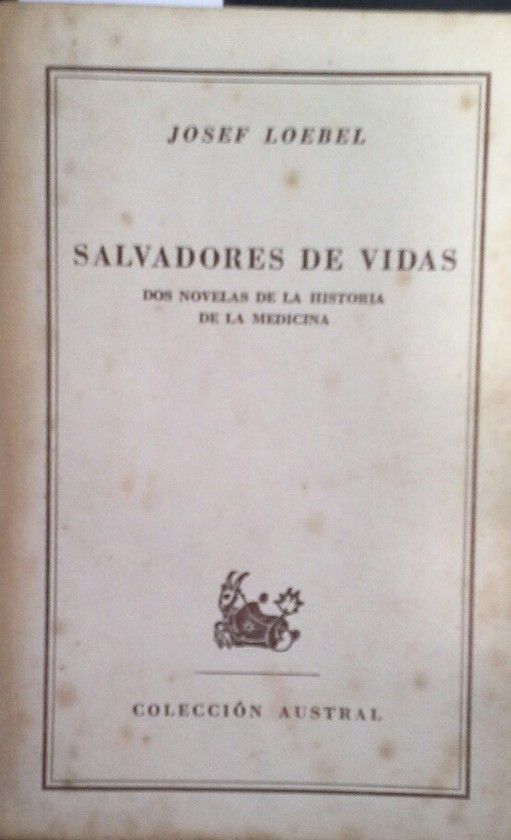 JOSEF LOEBEL
SALVADORES DE VIDAS
DOS NOVELAS DE LA HISTORIA
DE LA MEDICINA
COLECCIÓN AUSTRAL